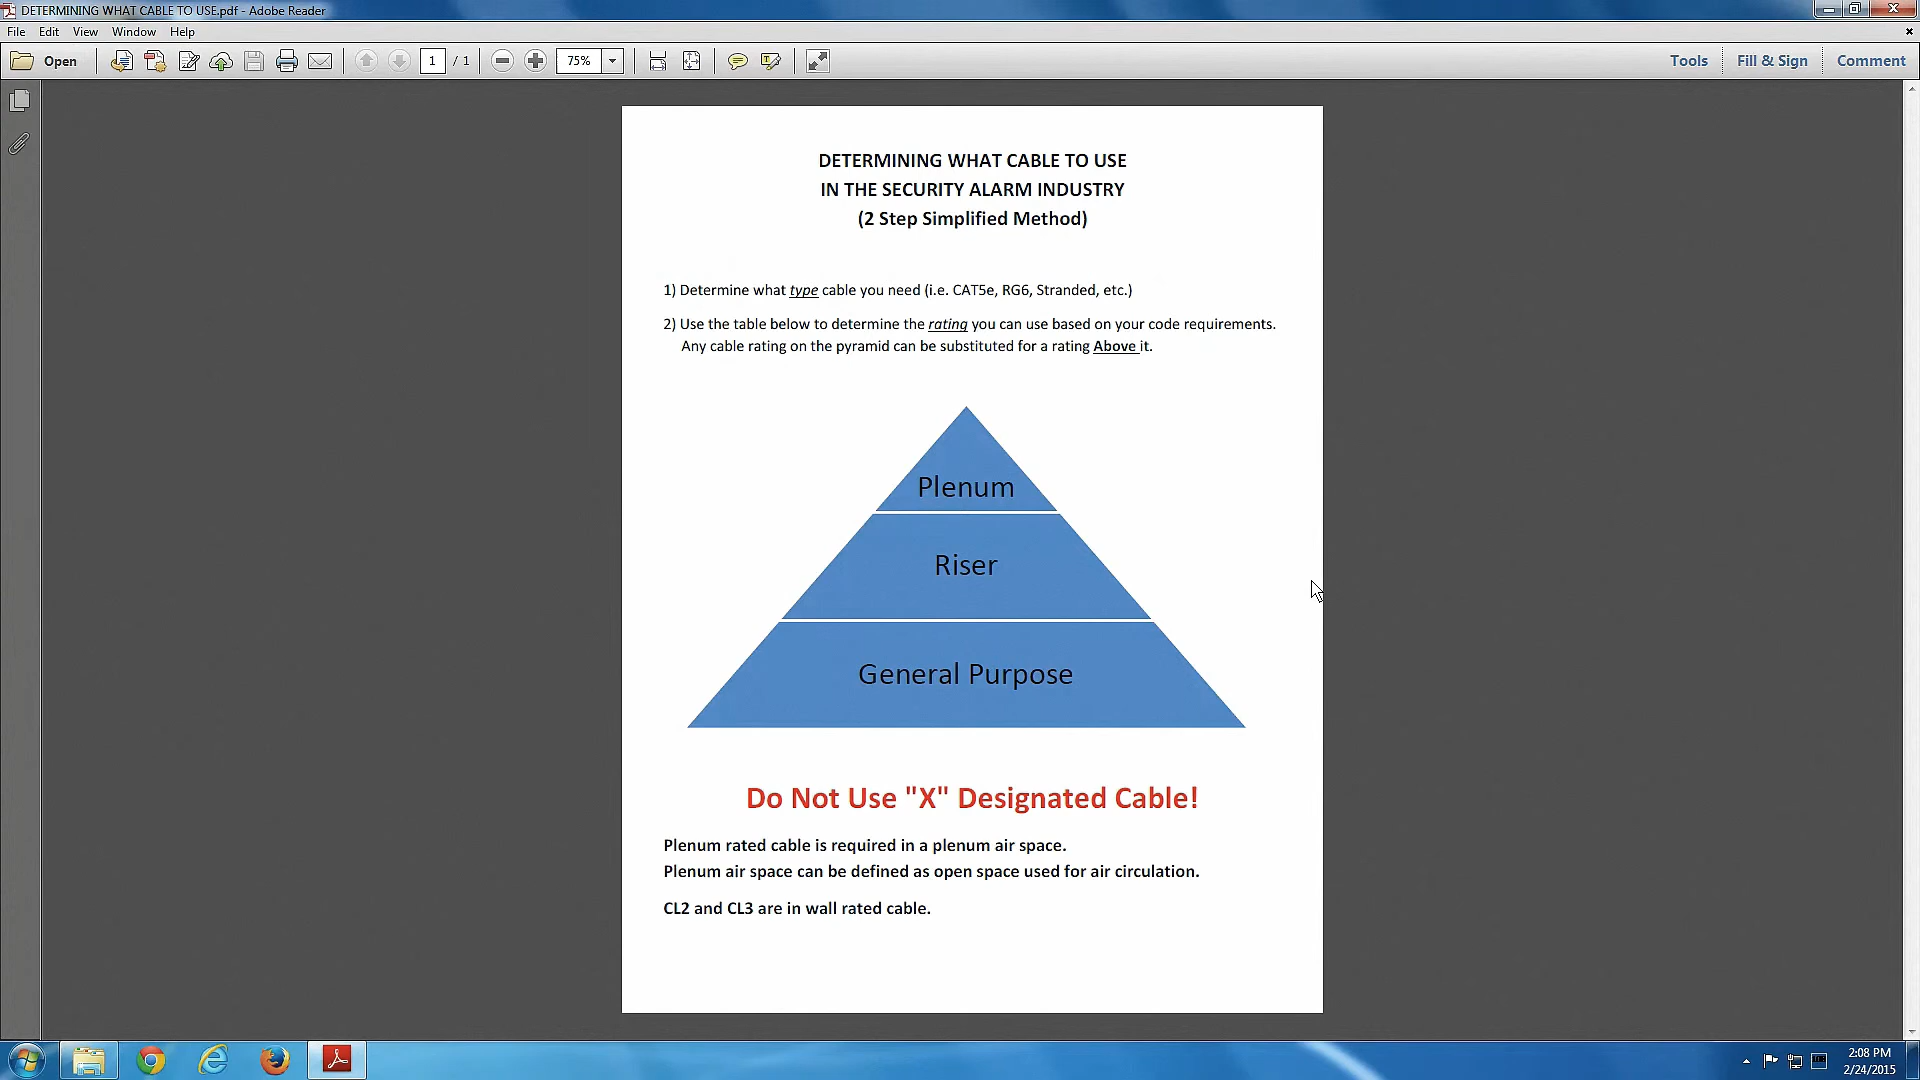 DETERMINING WHAT CABLE TO USE.pdf - Adobe Reader
File Edit View Window Help
Open 1 / 1 75% Tools Fill & Sign Comment
DETERMINING WHAT CABLE TO USE
IN THE SECURITY ALARM INDUSTRY
(2 Step Simplified Method)
1) Determine what type cable you need (i.e. CAT5e, RG6, Stranded, etc.)
2) Use the table below to determine the rating you can use based on your code requirements.
Any cable rating on the pyramid can be substituted for a rating Above it.
Plenum
Riser
General Purpose
Do Not Use "X" Designated Cable!
Plenum rated cable is required in a plenum air space.
Plenum air space can be defined as open space used for air circulation.
CL2 and CL3 are in wall rated cable.
2:08 PM
2/24/2015